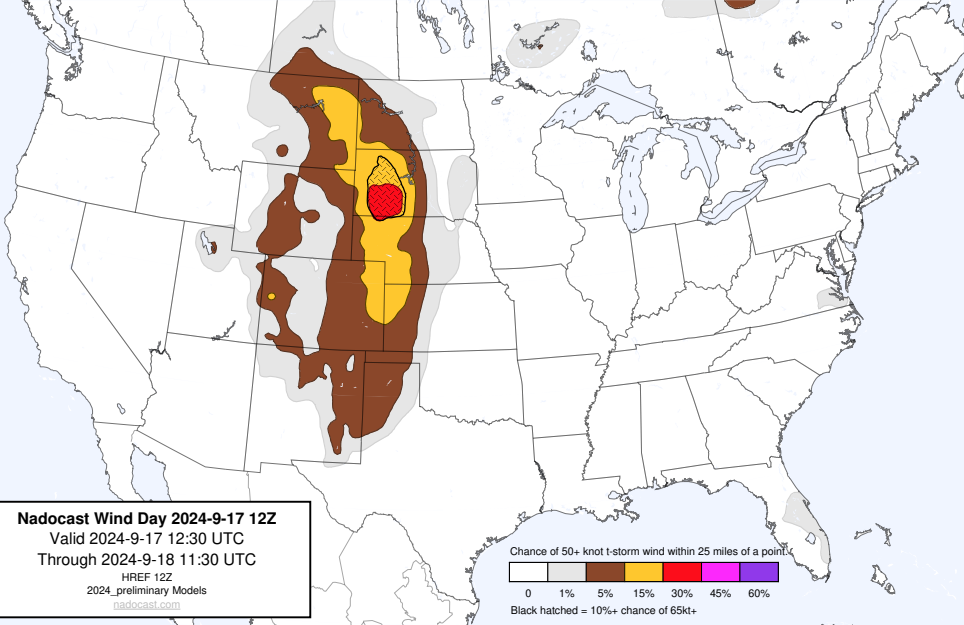 Nadocast Wind Day 2024-9-17 12Z
Valid 2024-9-17 12:30 UTC
Through 2024-9-18 11:30 UTC
HREF 12Z
2024_preliminary Models
nadocast.com
Chance of 50+ knot t-storm wind within 25 miles of a point.
0 1% 5% 15% 30% 45% 60%
Black hatched = 10%+ chance of 65kt+